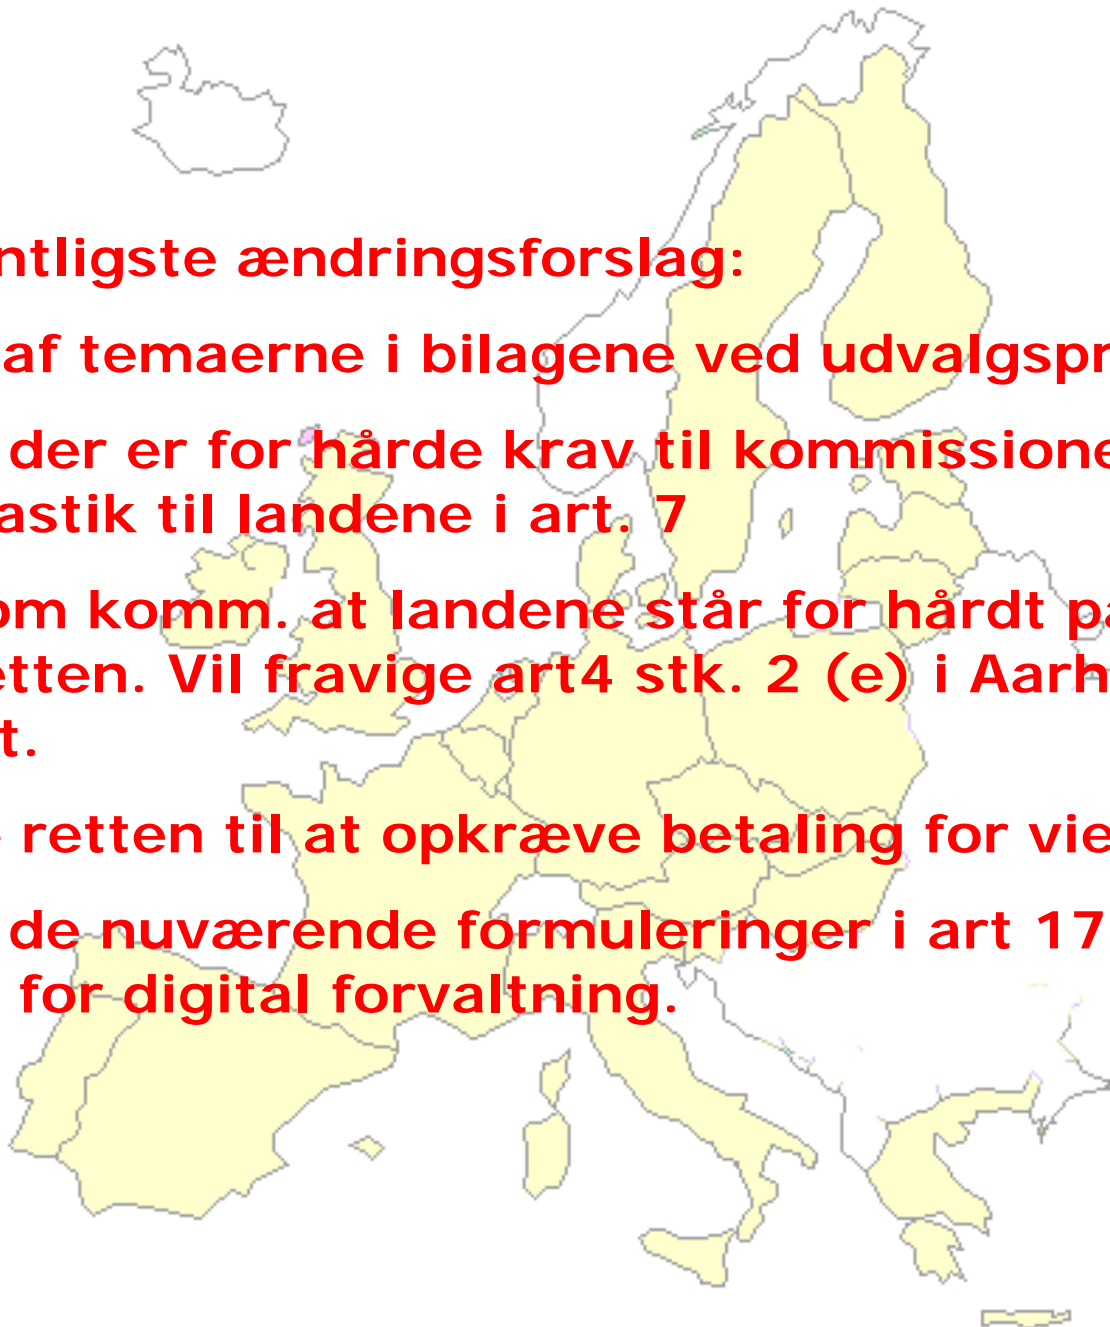 ntligste ændringsforslag:
af temaerne i bilagene ved udvalgspr
der er for hårde krav til kommissione
astik til landene i art. 7
om komm. at landene står for hårdt på
etten. Vil fravige art4 stk. 2 (e) i Aarh
t.
retten til at opkræve betaling for vie
de nuværende formuleringer i art 17
for digital forvaltning.